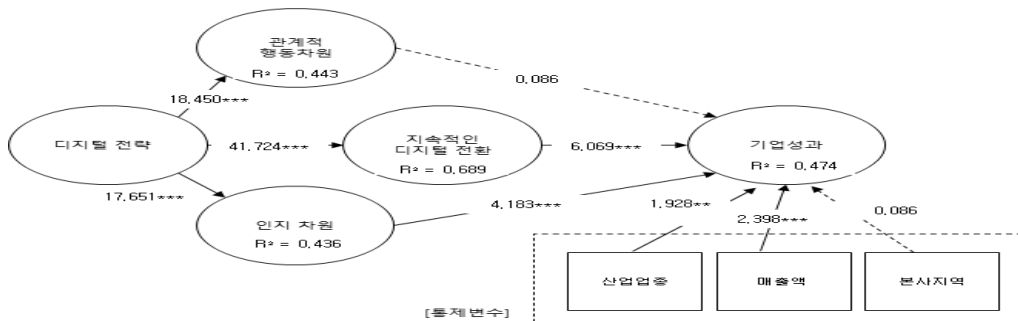 관계적
행동차원
R² = 0,443
0,086
18,450***
디지털 전략
41,724***
지속적인
디지털 전환
R² = 0,689
6,069***
기업성과
R² = 0,474
17,651***
인지 차원
R² = 0,436
4,183***
1,928**
2,398***
0,086
산업업종
매출액
본사지역
[통제변수]